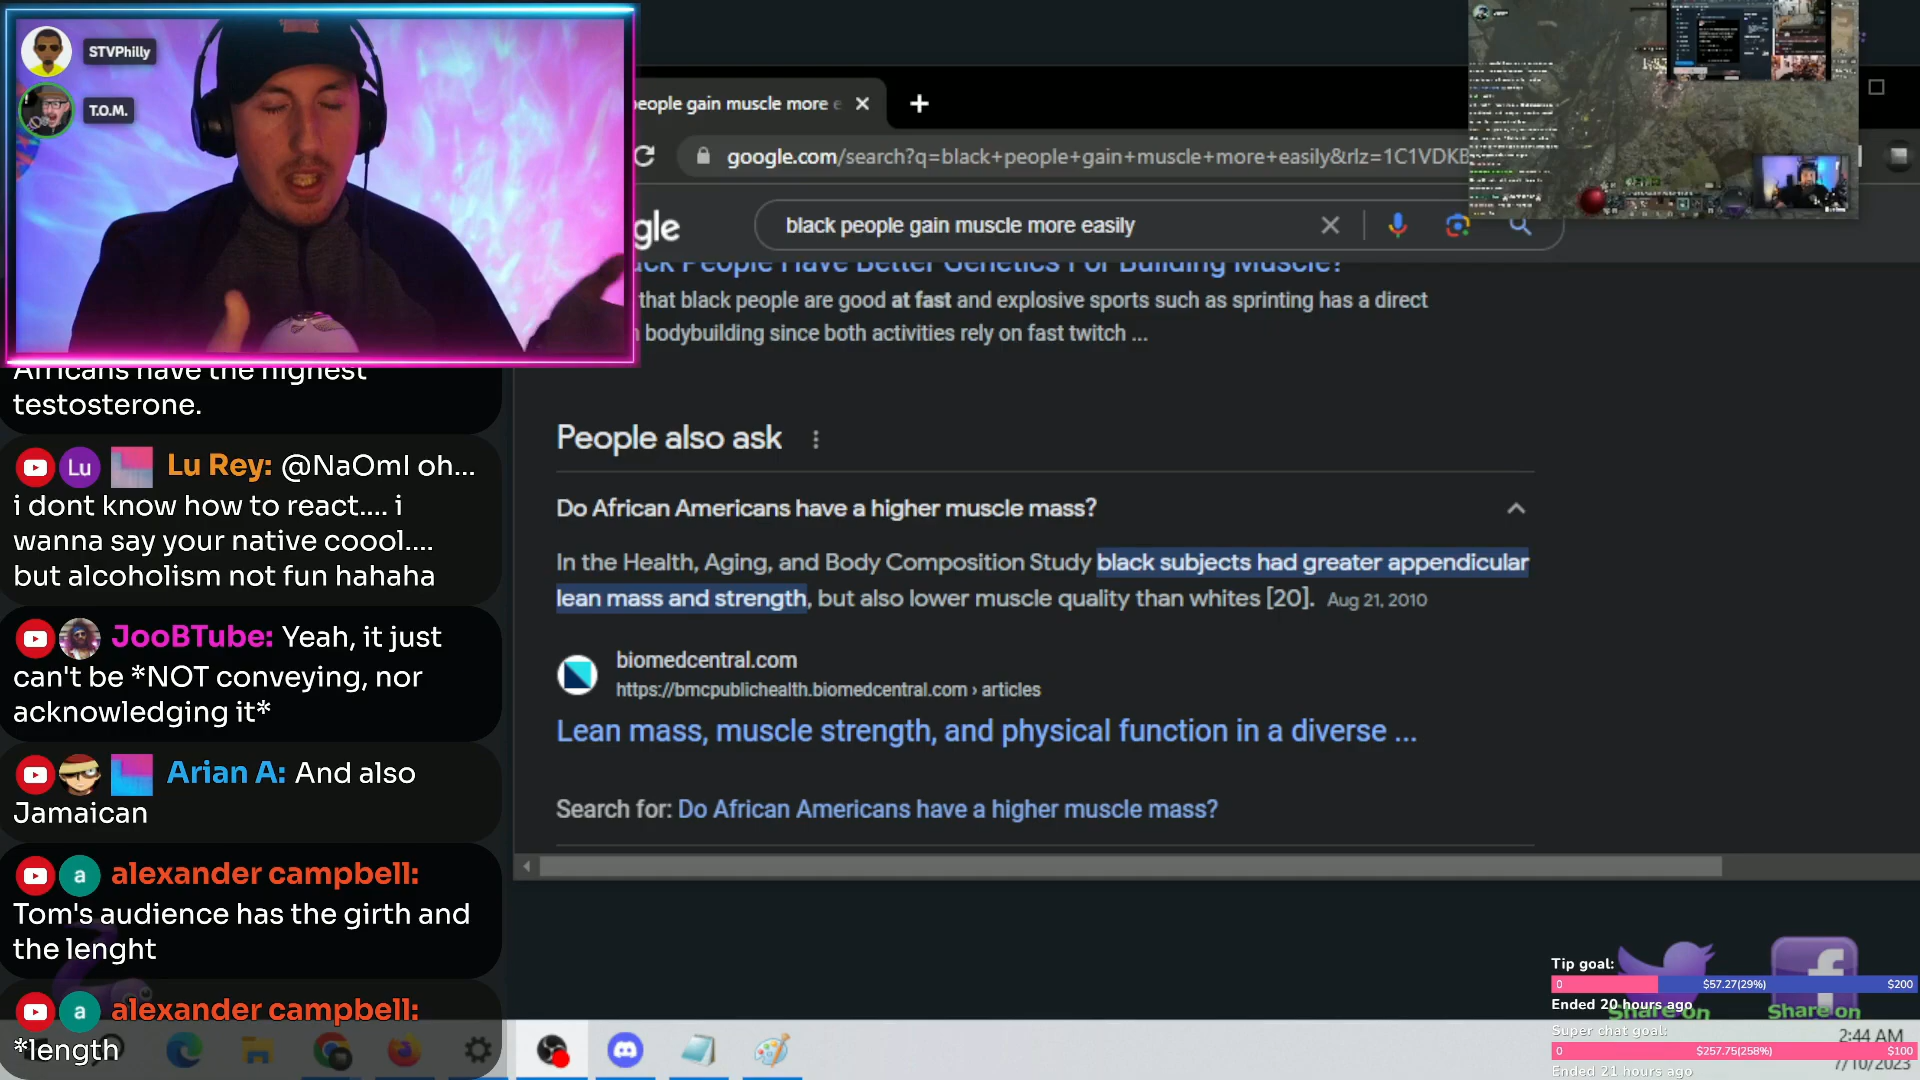 STVPhilly
T.O.M.
people gain muscle more e
google.com/search?q=black+people+gain+muscle+more+easily&rlz=1C1VDKB
gle
black people gain muscle more easily
ack People Have Better Genetics For Building Muscle?
that black people are good at fast and explosive sports such as sprinting has a direct
bodybuilding since both activities rely on fast twitch ...
People also ask
Do African Americans have a higher muscle mass?
In the Health, Aging, and Body Composition Study black subjects had greater appendicular
lean mass and strength, but also lower muscle quality than whites [20]. Aug 21, 2010
biomedcentral.com
https://bmcpublichealth.biomedcentral.com › articles
Lean mass, muscle strength, and physical function in a diverse ...
Search for: Do African Americans have a higher muscle mass?
Africans have the highest
testosterone.
Lu Lu Rey: @NaOmI oh...
i dont know how to react.... i
wanna say your native coool....
but alcoholism not fun hahaha
JooBTube: Yeah, it just
can't be *NOT conveying, nor
acknowledging it*
Arian A: And also
Jamaican
a alexander campbell:
Tom's audience has the girth and
the lenght
a alexander campbell:
*length
Tip goal:
0 $57.27(29%) $200
Ended 20 hours ago
Share on Share on
Super chat goal:
0 $257.75(258%) $100
Ended 21 hours ago
2:44 AM
7/10/2023